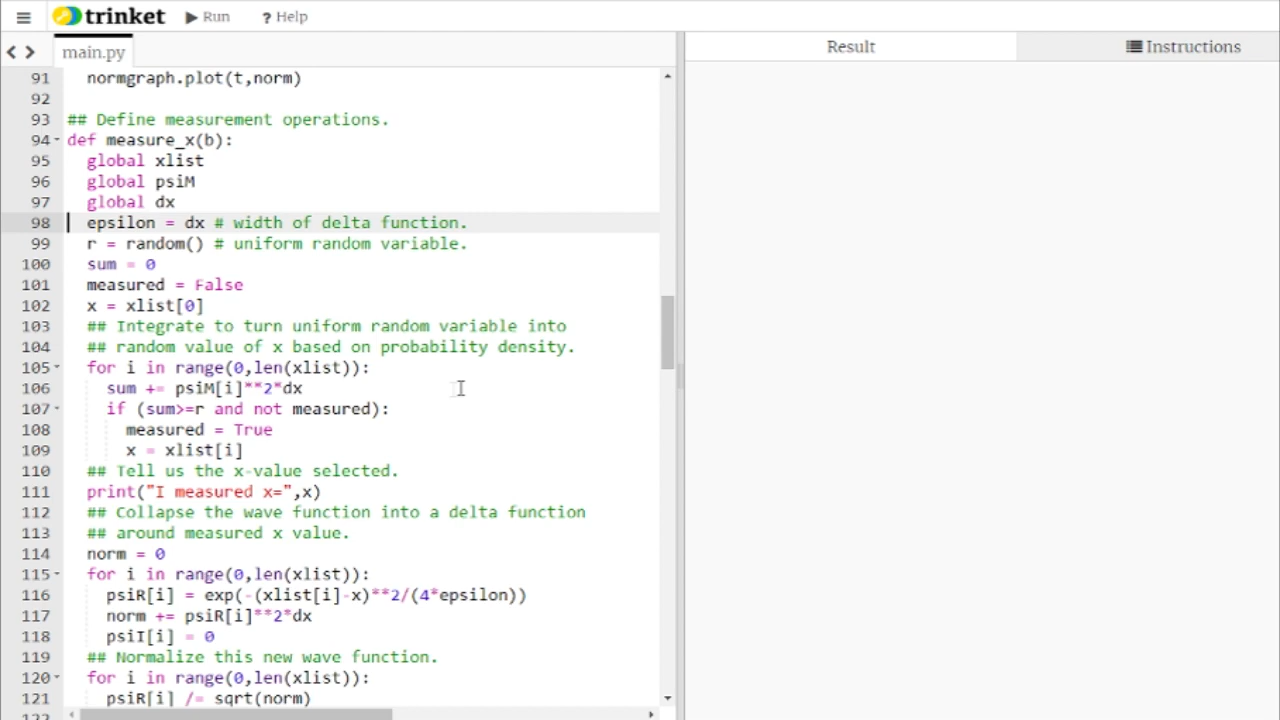 trinket Run ? Help
main.py
Result Instructions
91 normgraph.plot(t,norm)
92
93 ## Define measurement operations.
94 def measure_x(b):
95 global xlist
96 global psiM
97 global dx
98 epsilon = dx # width of delta function.
99 r = random() # uniform random variable.
100 sum = 0
101 measured = False
102 x = xlist[0]
103 ## Integrate to turn uniform random variable into
104 ## random value of x based on probability density.
105 for i in range(0,len(xlist)):
106 sum += psiM[i]**2*dx
107 if (sum>=r and not measured):
108 measured = True
109 x = xlist[i]
110 ## Tell us the x-value selected.
111 print("I measured x=",x)
112 ## Collapse the wave function into a delta function
113 ## around measured x value.
114 norm = 0
115 for i in range(0,len(xlist)):
116 psiR[i] = exp(-(xlist[i]-x)**2/(4*epsilon))
117 norm += psiR[i]**2*dx
118 psiI[i] = 0
119 ## Normalize this new wave function.
120 for i in range(0,len(xlist)):
121 psiR[i] /= sqrt(norm)